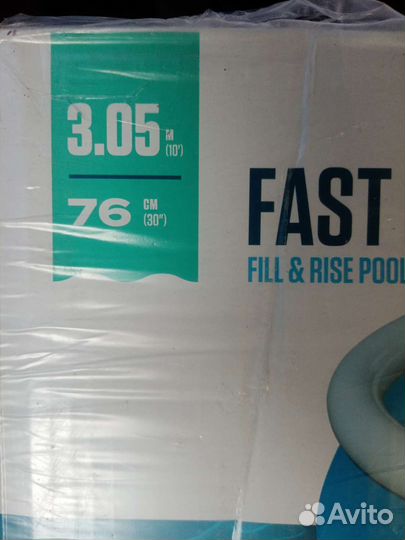 3.05 M (10')
76 CM (30")
FAST
FILL & RISE POOL
Avito